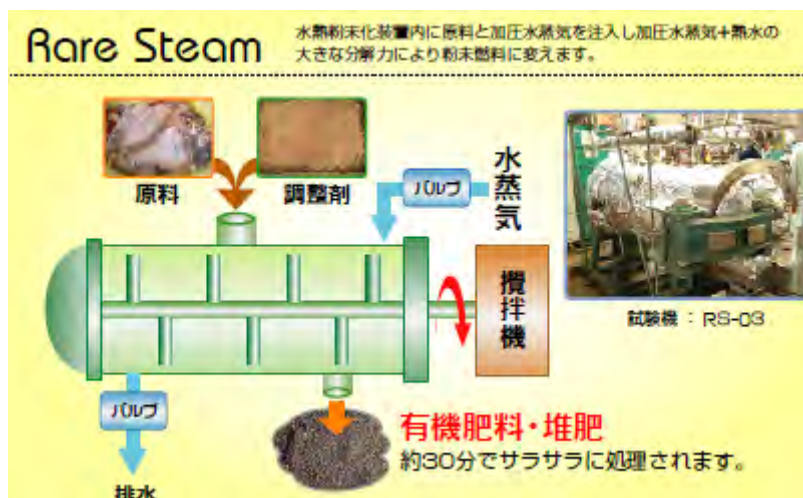 Rare Steam
水熱粉末化装置内に原料と加圧水蒸気を注入し加圧水蒸気+熱水の
大きな分解力により粉末燃料に変えます。
原料
調整剤
バルブ
水蒸気
攪拌機
試験機 : RS-03
バルブ
排水
有機肥料・堆肥
約30分でサラサラに処理されます。